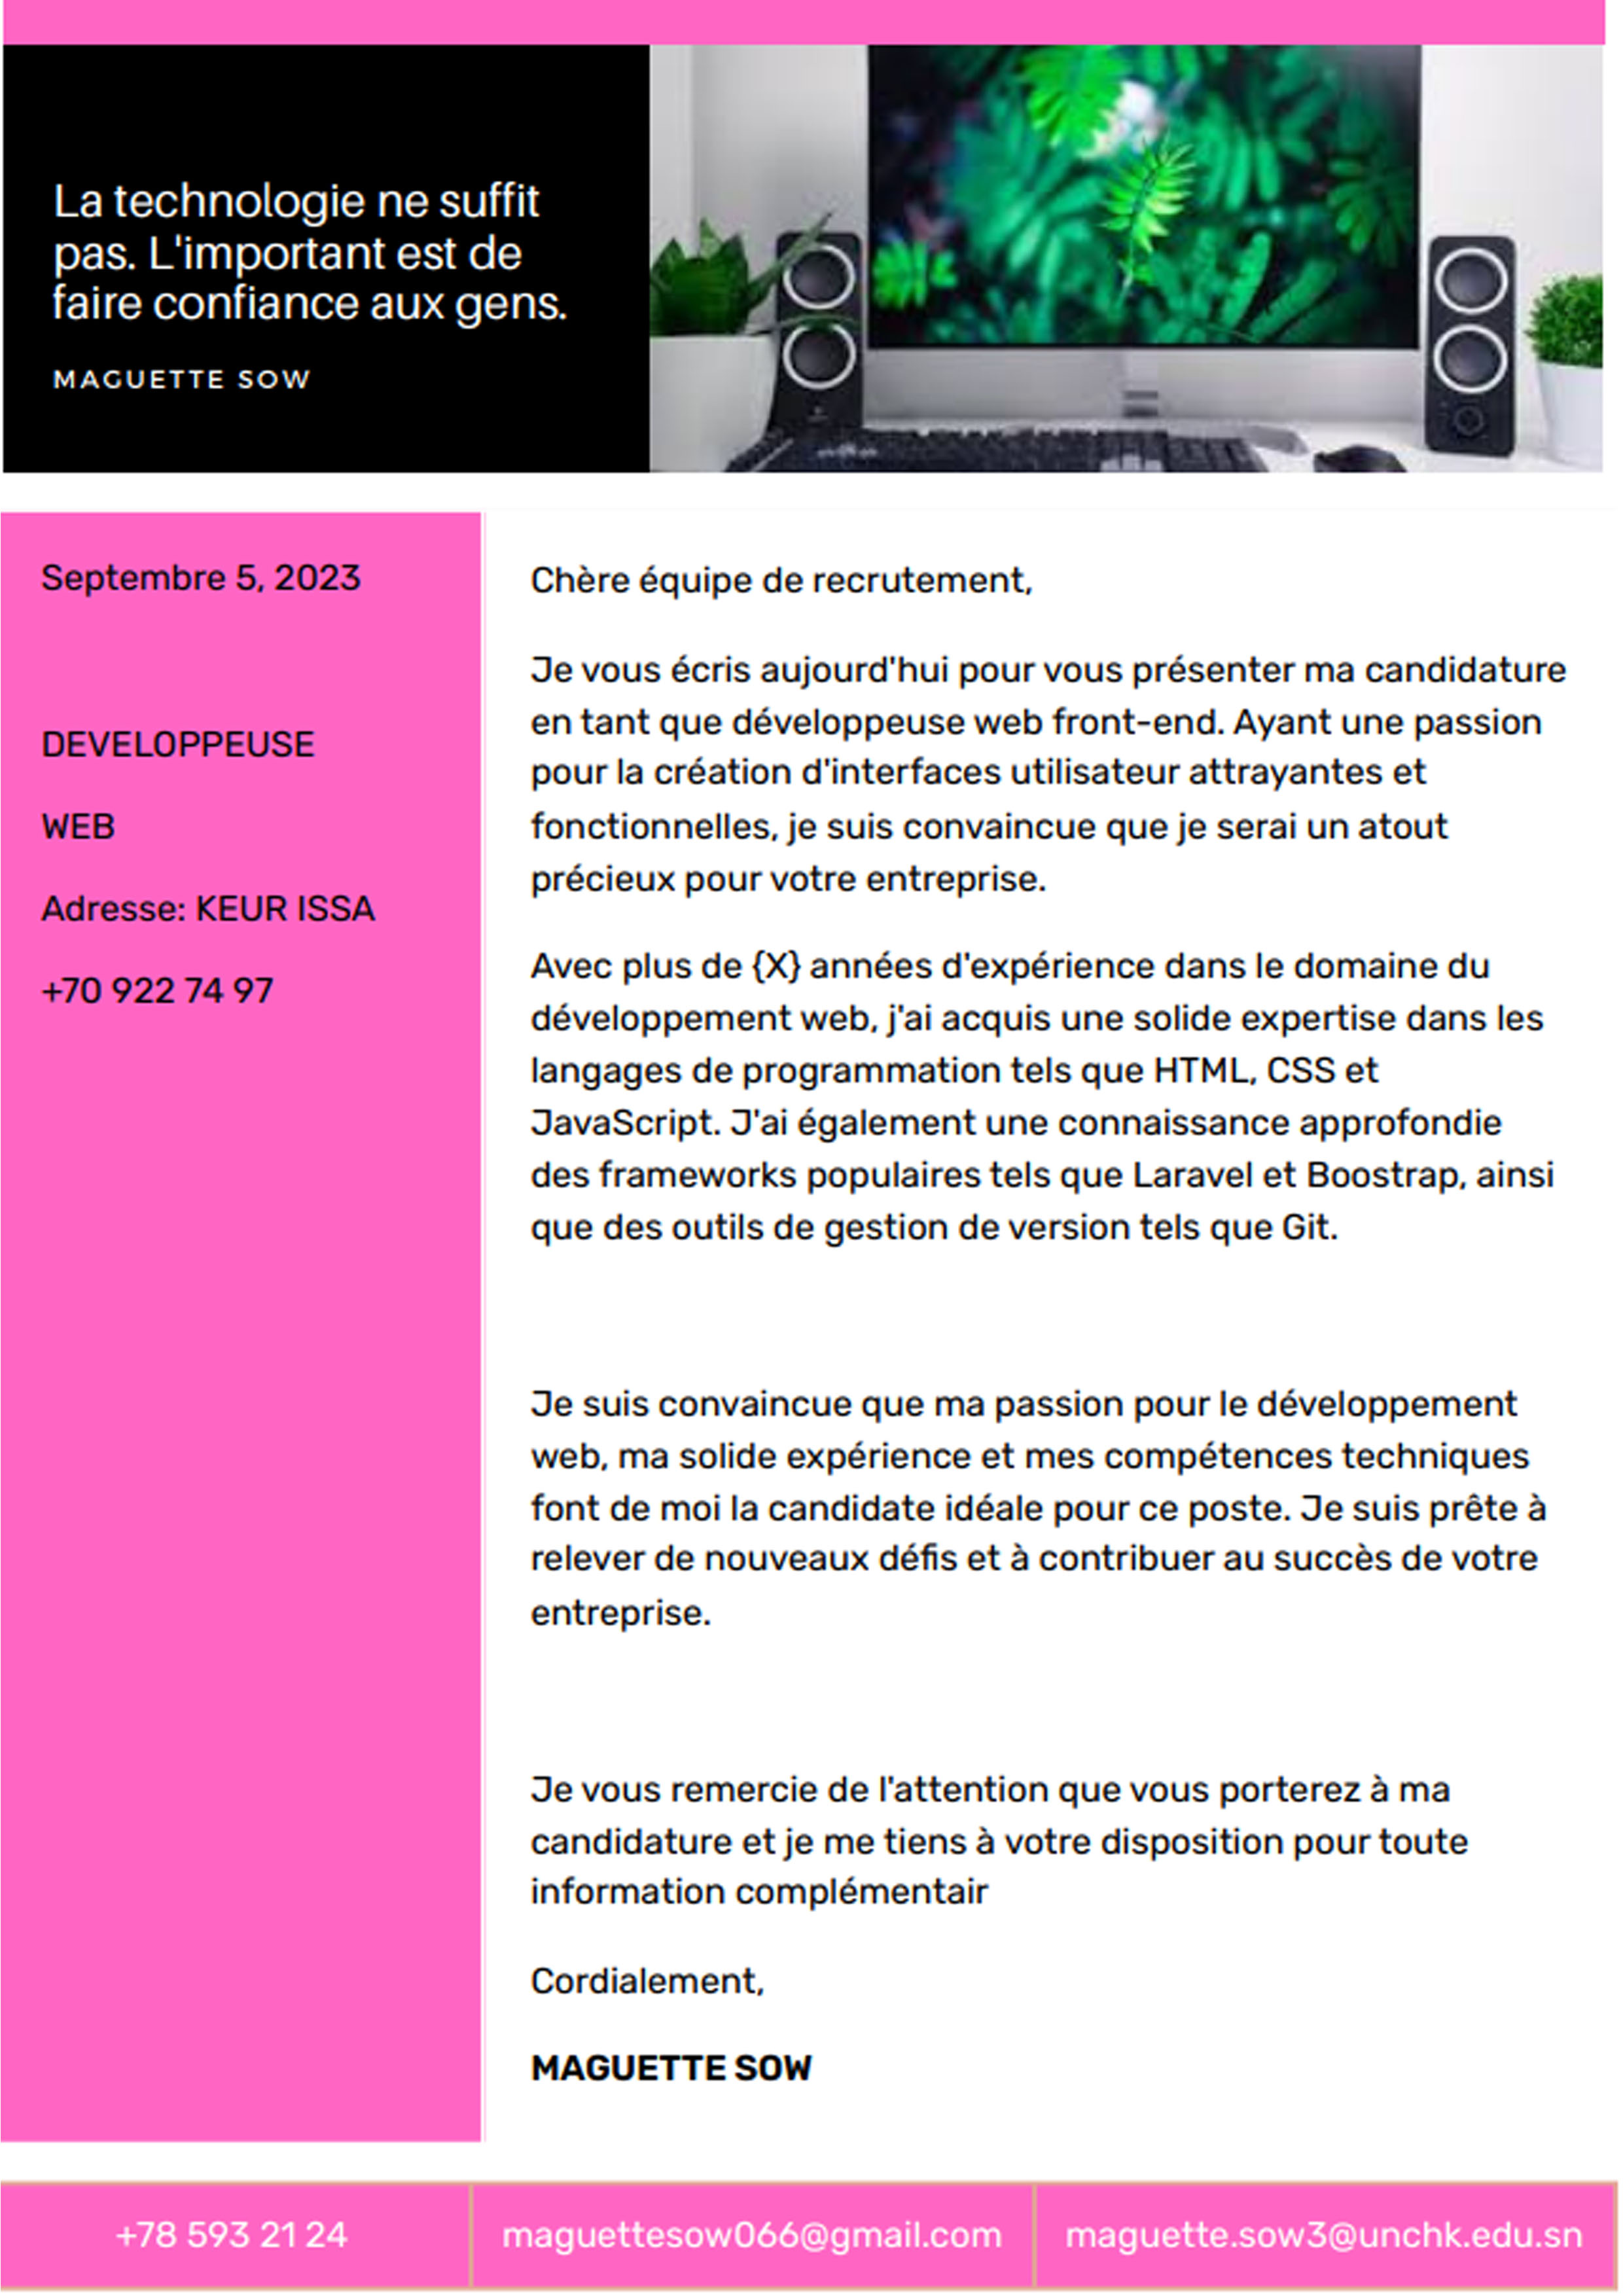 La technologie ne suffit
pas. L'important est de
faire confiance aux gens.
MAGUETTE SOW
Septembre 5, 2023
DEVELOPPEUSE
WEB
Adresse: KEUR ISSA
+70 922 74 97
Chère équipe de recrutement,
Je vous écris aujourd'hui pour vous présenter ma candidature
en tant que développeuse web front-end. Ayant une passion
pour la création d'interfaces utilisateur attrayantes et
fonctionnelles, je suis convaincue que je serai un atout
précieux pour votre entreprise.
Avec plus de {X} années d'expérience dans le domaine du
développement web, j'ai acquis une solide expertise dans les
langages de programmation tels que HTML, CSS et
JavaScript. J'ai également une connaissance approfondie
des frameworks populaires tels que Laravel et Boostrap, ainsi
que des outils de gestion de version tels que Git.
Je suis convaincue que ma passion pour le développement
web, ma solide expérience et mes compétences techniques
font de moi la candidate idéale pour ce poste. Je suis prête à
relever de nouveaux défis et à contribuer au succès de votre
entreprise.
Je vous remercie de l'attention que vous porterez à ma
candidature et je me tiens à votre disposition pour toute
information complémentair
Cordialement,
MAGUETTE SOW
+78 593 21 24
maguettesow066@gmail.com
maguette.sow3@unchk.edu.sn